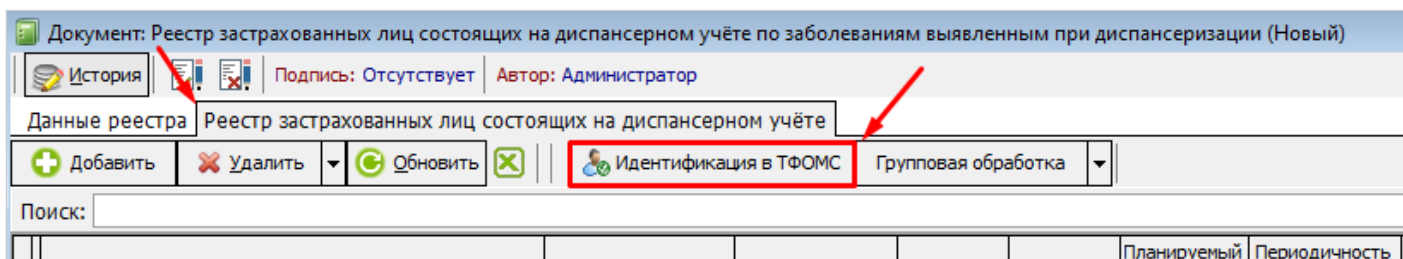 Документ: Реестр застрахованных лиц состоящих на диспансерном учёте по заболеваниям выявленным при диспансеризации (Новый)
История Подпись: Отсутствует Автор: Администратор
Данные реестра Реестр застрахованных лиц состоящих на диспансерном учёте
Добавить Удалить Обновить Идентификация в ТФОМС Групповая обработка
Поиск:
Планируемый Периодичность